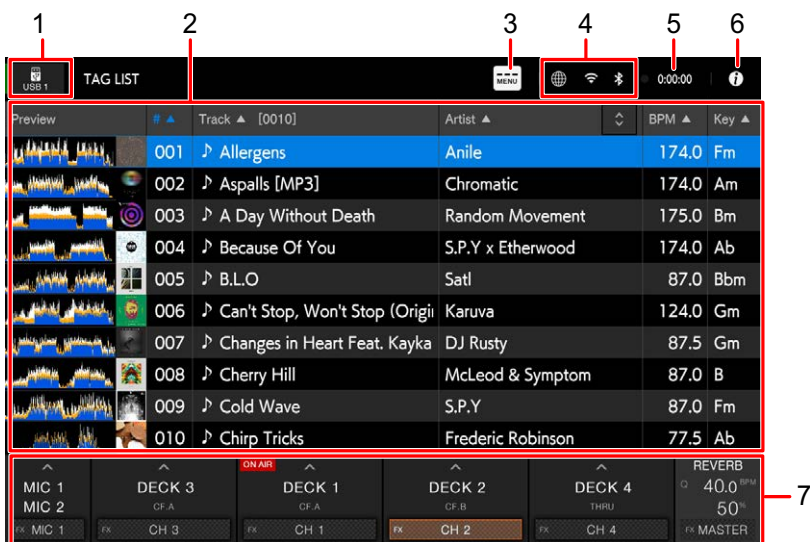 1 2 3 4 5 6
USB 1 TAG LIST MENU 0:00:00 i
Preview # ▲ Track ▲ [0010] Artist ▲ BPM ▲ Key ▲
001 ♪ Allergens Anile 174.0 Fm
002 ♪ Aspalls [MP3] Chromatic 174.0 Am
003 ♪ A Day Without Death Random Movement 175.0 Bm
004 ♪ Because Of You S.P.Y x Etherwood 174.0 Ab
005 ♪ B.L.O Satl 87.0 Bbm
006 ♪ Can't Stop, Won't Stop (Origii Karuva 124.0 Gm
007 ♪ Changes in Heart Feat. Kayka DJ Rusty 87.5 Gm
008 ♪ Cherry Hill McLeod & Symptom 87.0 B
009 ♪ Cold Wave S.P.Y 87.0 Fm
010 ♪ Chirp Tricks Frederic Robinson 77.5 Ab
ON AIR REVERB
MIC 1 DECK 3 DECK 1 DECK 2 DECK 4 Q 40.0 BPM 7
MIC 2 CF.A CF.A CF.B THRU 50%
FX MIC 1 FX CH 3 FX CH 1 FX CH 2 FX CH 4 FX MASTER